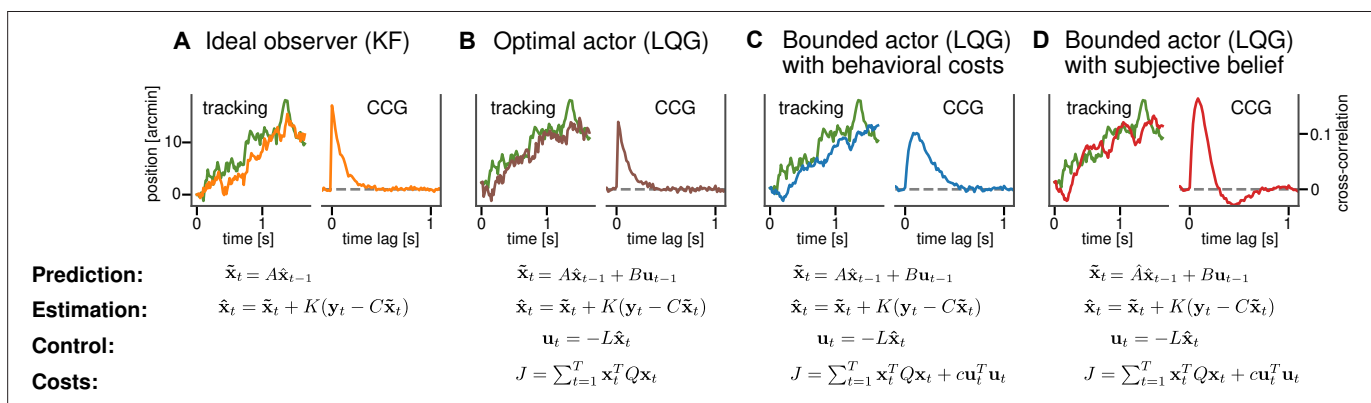 A Ideal observer (KF)
B Optimal actor (LQG)
C Bounded actor (LQG)
with behavioral costs
D Bounded actor (LQG)
with subjective belief
position [arcmin]
10
0
tracking
CCG
0 1
0
time [s]
time lag [s]
tracking
CCG
0 1
0 1
time [s]
time lag [s]
tracking
CCG
0 1
0 1
time [s]
time lag [s]
tracking
CCG
0 1
0 1
time [s]
time lag [s]
0.1
0
cross-correlation
Prediction: x̃_t = Ax̂_{t−1} x̃_t = Ax̂_{t−1} + Bu_{t−1} x̃_t = Ax̂_{t−1} + Bu_{t−1} x̃_t = Âx̂_{t−1} + Bu_{t−1}
Estimation: x̂_t = x̃_t + K(y_t − Cx̃_t) x̂_t = x̃_t + K(y_t − Cx̃_t) x̂_t = x̃_t + K(y_t − Cx̃_t) x̂_t = x̃_t + K(y_t − Cx̃_t)
Control: u_t = −Lx̂_t u_t = −Lx̂_t u_t = −Lx̂_t
Costs: J = ∑_{t=1}^T x_t^T Qx_t J = ∑_{t=1}^T x_t^T Qx_t + cu_t^T u_t J = ∑_{t=1}^T x_t^T Qx_t + cu_t^T u_t